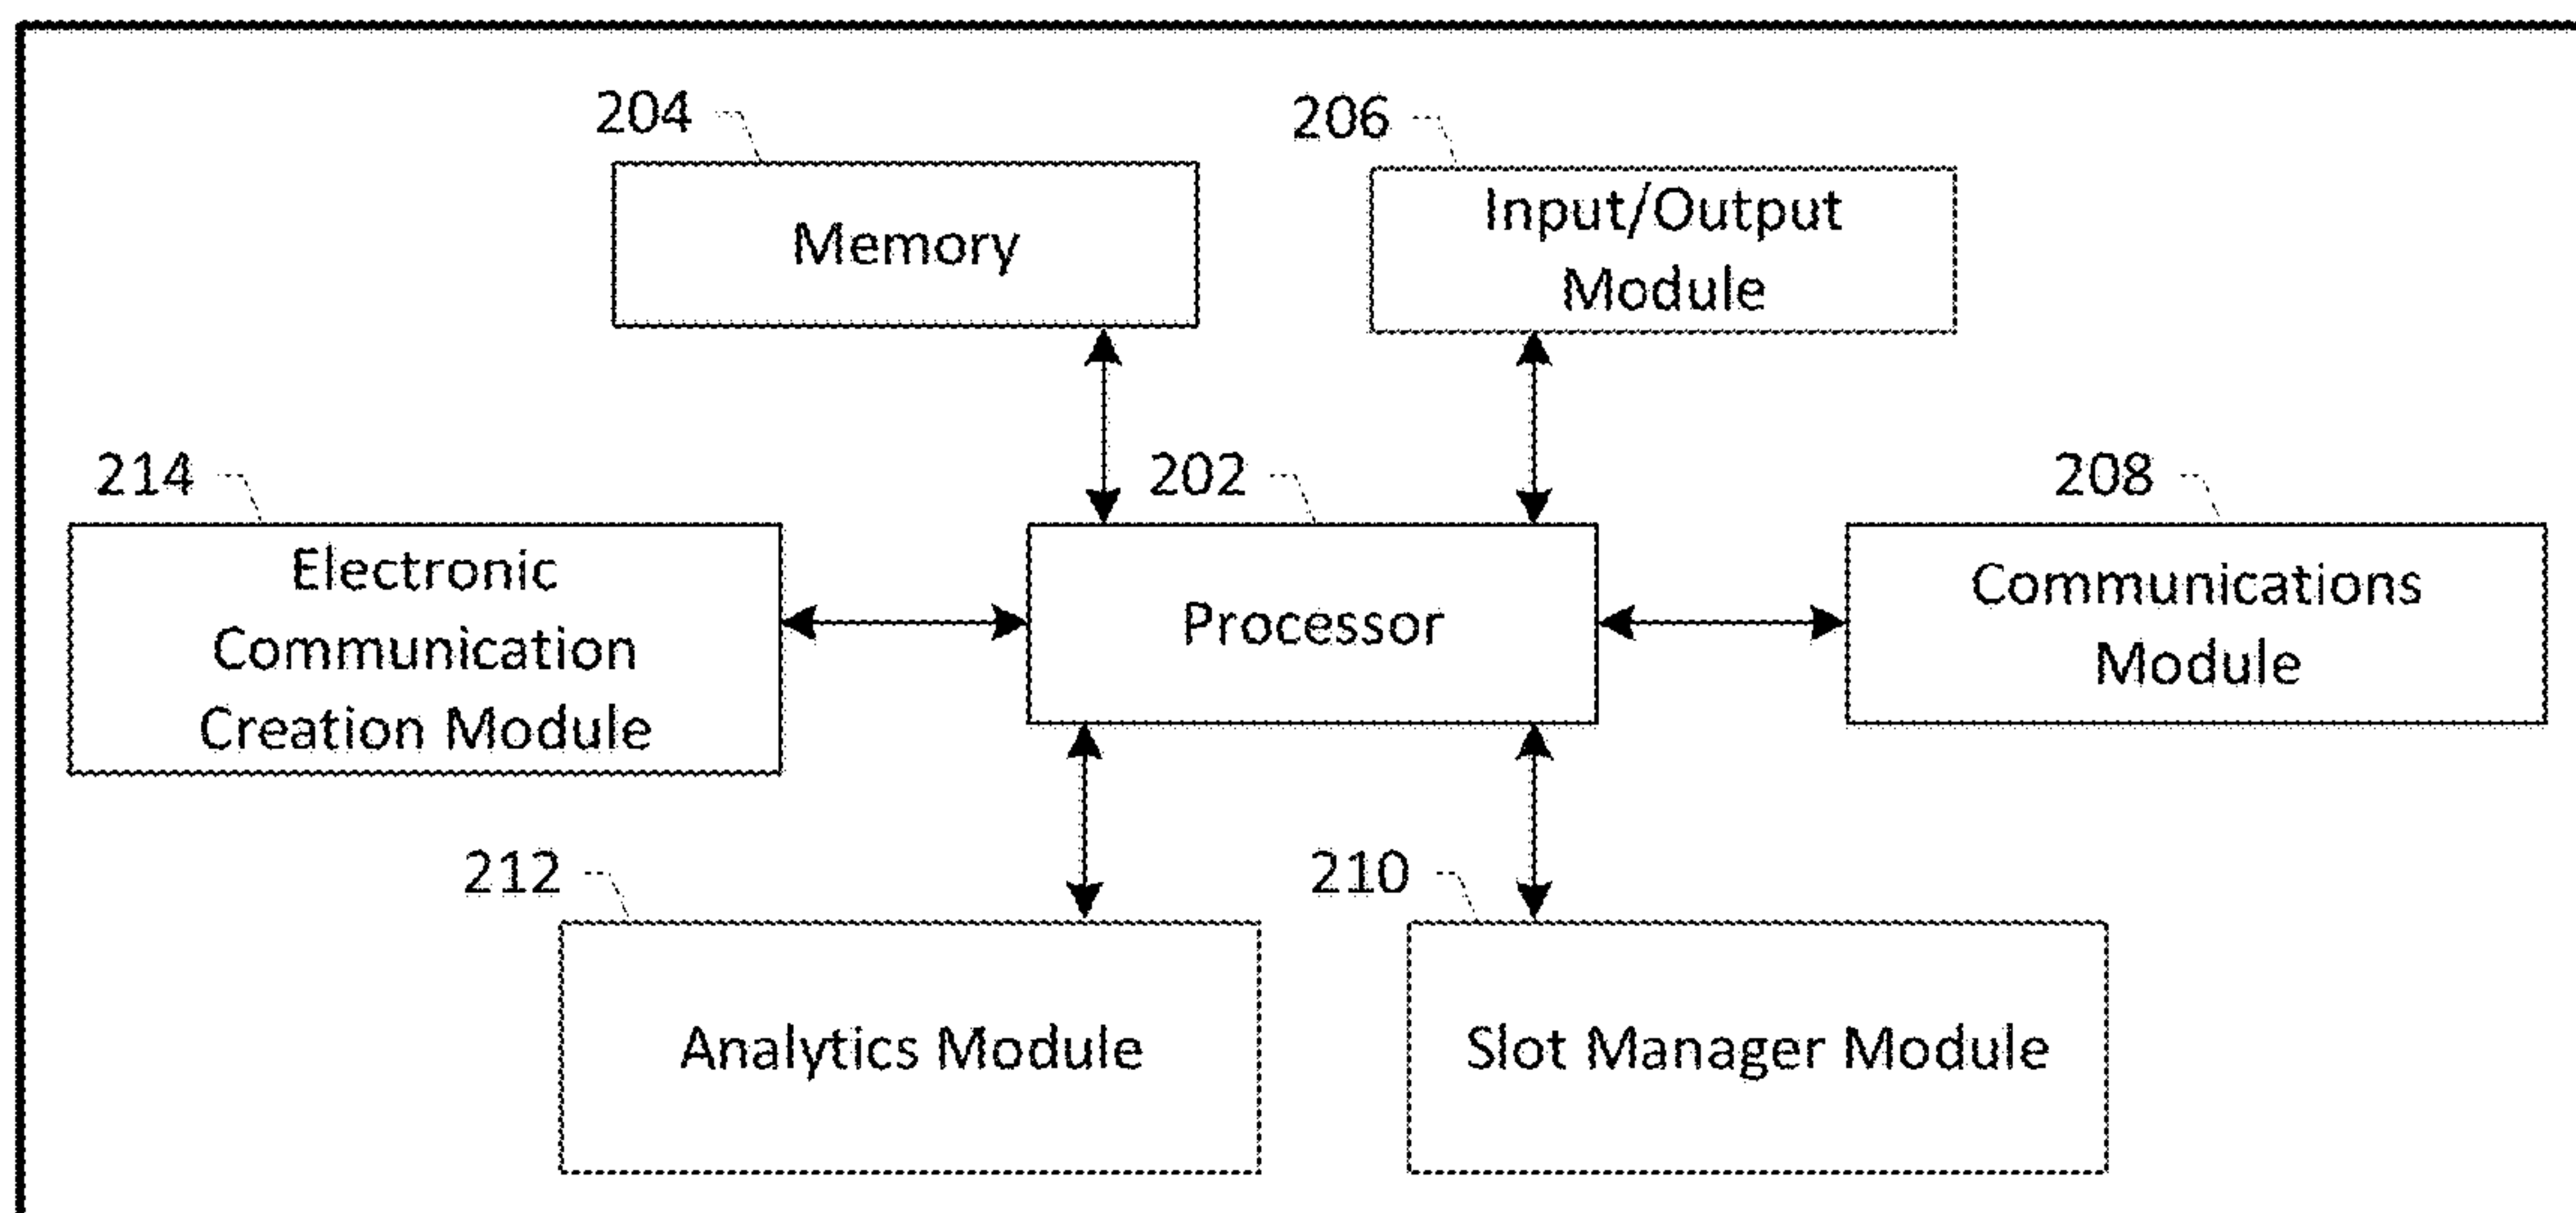 204
206
Memory
Input/Output
Module
214
202
208
Electronic
Communication
Creation Module
Processor
Communications
Module
212
210
Analytics Module
Slot Manager Module